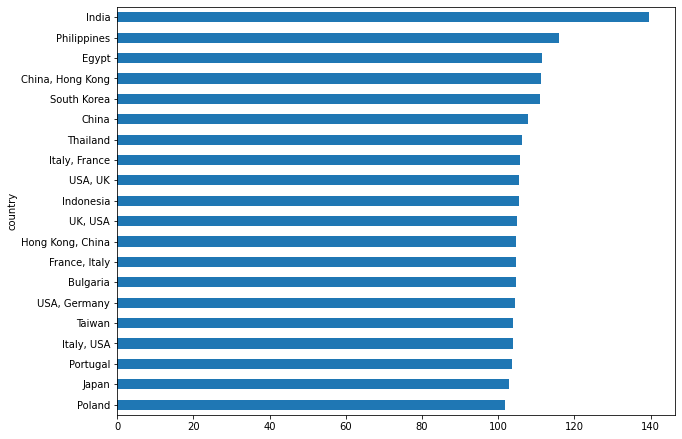 India
Philippines
Egypt
China, Hong Kong
South Korea
China
Thailand
Italy, France
USA, UK
Indonesia
UK, USA
Hong Kong, China
France, Italy
Bulgaria
USA, Germany
Taiwan
Italy, USA
Portugal
Japan
Poland
country
0 20 40 60 80 100 120 140